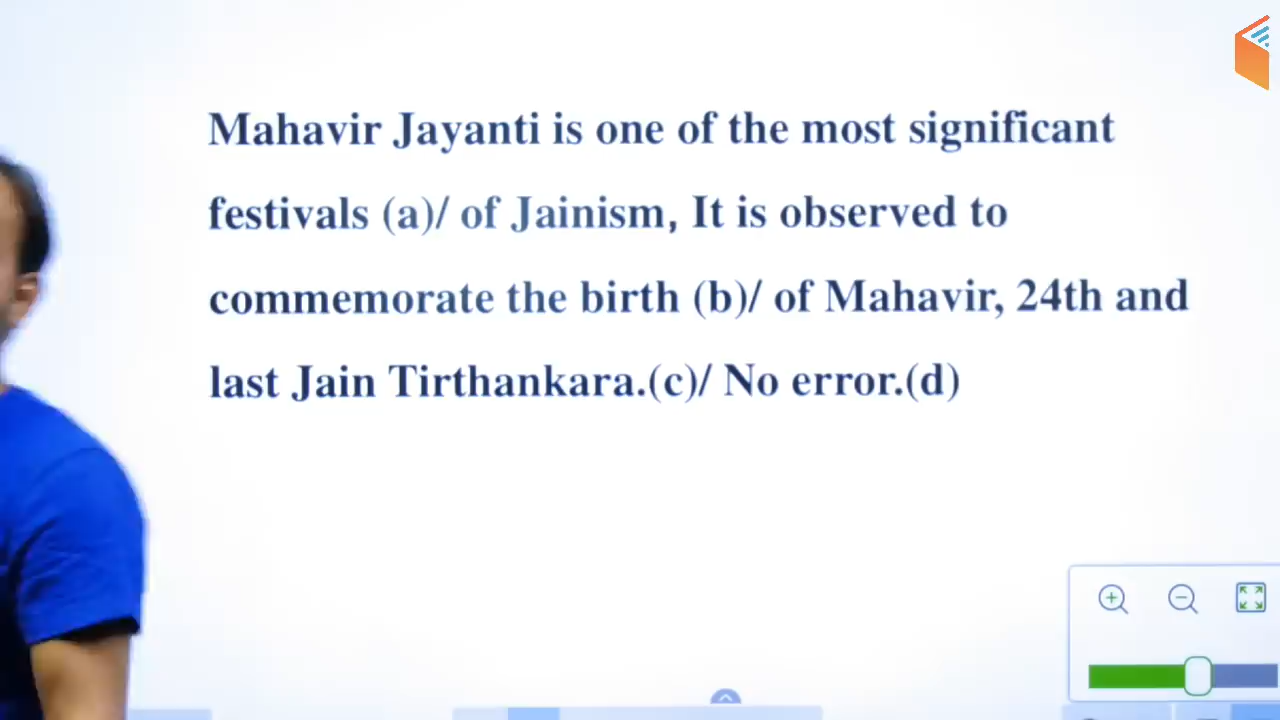 Mahavir Jayanti is one of the most significant
festivals (a)/ of Jainism, It is observed to
commemorate the birth (b)/ of Mahavir, 24th and
last Jain Tirthankara.(c)/ No error.(d)